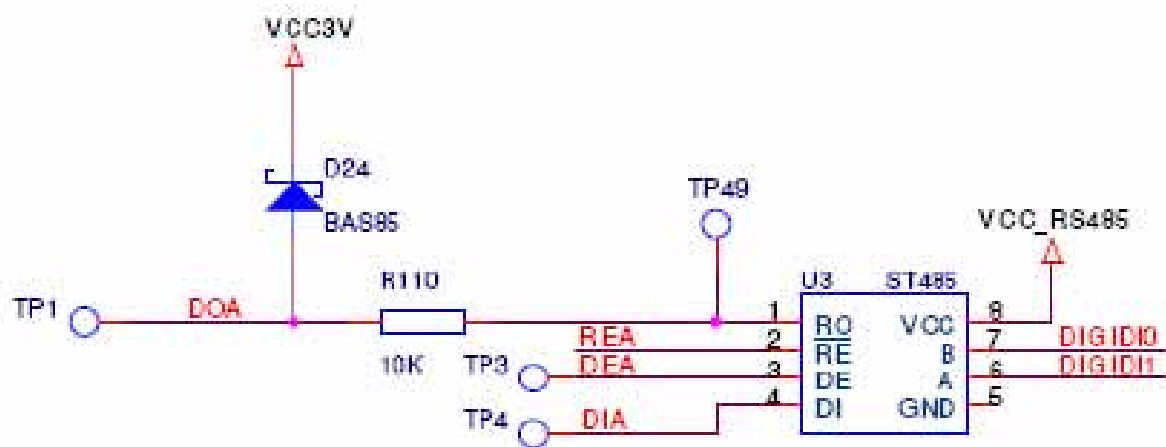 VCC3V
D24
BAS85
TP49
VCC_RS485
R110
U3 ST485
TP1 DOA
10K
1 RO VCC 8
REA 2 RE B 7 DIGIDI0
TP3 DEA 3 DE A 6 DIGIDI1
TP4 DIA 4 DI GND 5